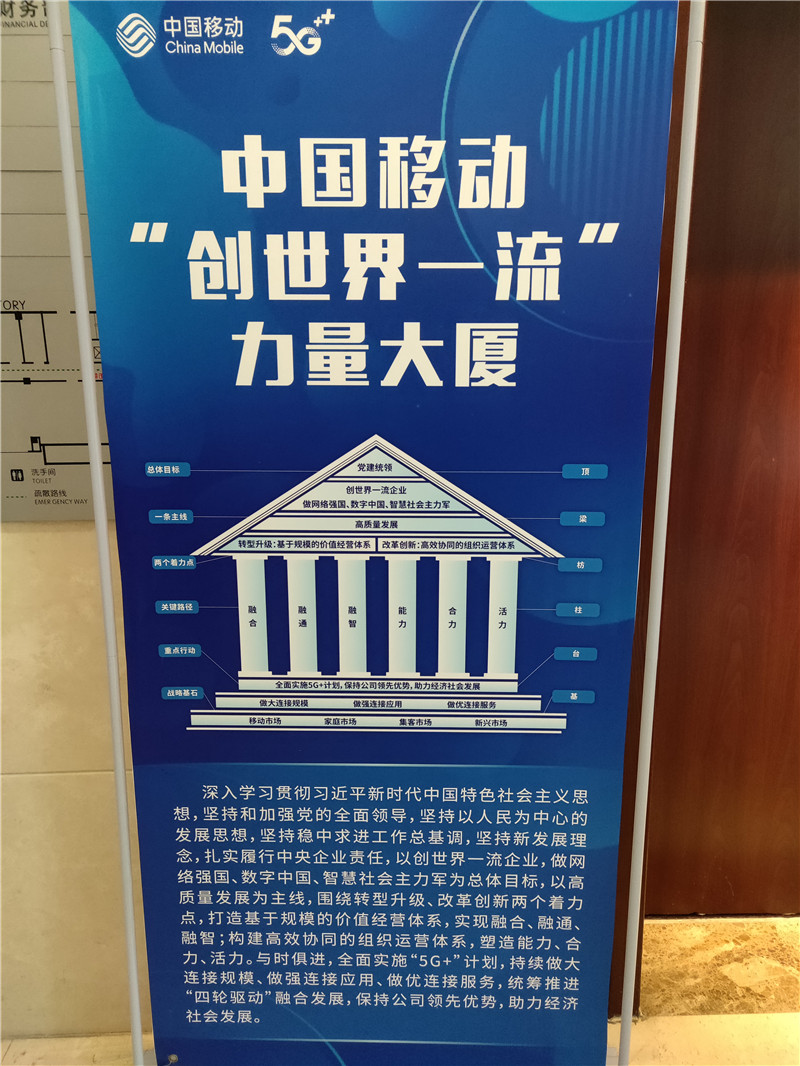 财务
FINANCIAL DE
中国移动
China Mobile
5G++
中国移动
“创世界一流”
力量大厦
TORY
洗手间
TOILET
疏散路线
EMERGENCY WAY
总体目标
党建统领
顶
创世界一流企业
做网络强国、数字中国、智慧社会主力军
一条主线
高质量发展
梁
转型升级:基于规模的价值经营体系
改革创新:高效协同的组织运营体系
两个着力点
枋
关键路径
融合
融通
融智
能力
合力
活力
柱
重点行动
台
全面实施5G+计划,保持公司领先优势,助力经济社会发展
战略基石
做大连接规模
做强连接应用
做优连接服务
基
移动市场
家庭市场
集客市场
新兴市场
深入学习贯彻习近平新时代中国特色社会主义思
想,坚持和加强党的全面领导,坚持以人民为中心的
发展思想,坚持稳中求进工作总基调,坚持新发展理
念,扎实履行中央企业责任,以创世界一流企业,做网
络强国、数字中国、智慧社会主力军为总体目标,以高
质量发展为主线,围绕转型升级、改革创新两个着力
点,打造基于规模的价值经营体系,实现融合、融通、
融智;构建高效协同的组织运营体系,塑造能力、合
力、活力。与时俱进,全面实施“5G+”计划,持续做大
连接规模、做强连接应用、做优连接服务,统筹推进
“四轮驱动”融合发展,保持公司领先优势,助力经济
社会发展。